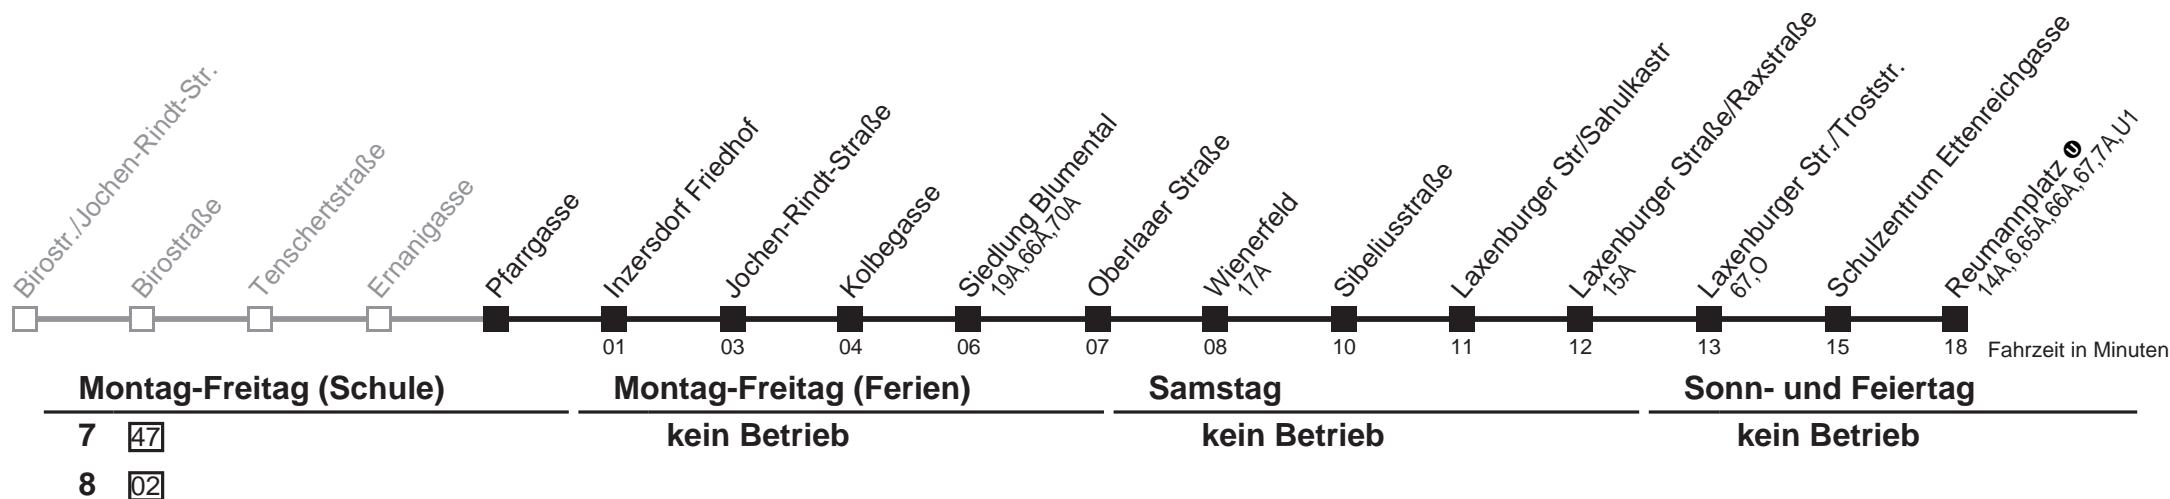 Birostr./Jochen-Rindt-Str.
Birostraße
Tenschertstraße
Ernanigasse
Pfarrgasse
Inzersdorf Friedhof
Jochen-Rindt-Straße
Kolbegasse
Siedlung Blumental
19A,66A,70A
Oberlaaer Straße
Wienerfeld
17A
Sibeliusstraße
Laxenburger Str/Sahulkastr
Laxenburger Straße/Raxstraße
15A
Laxenburger Str./Troststr.
67,O
Schulzentrum Ettenreichgasse
Reumannplatz U
14A,6,65A,66A,67,7A,U1
01 03 04 06 07 08 10 11 12 13 15 18 Fahrzeit in Minuten
Montag-Freitag (Schule) Montag-Freitag (Ferien) Samstag Sonn- und Feiertag
7 47 kein Betrieb kein Betrieb kein Betrieb
8 02